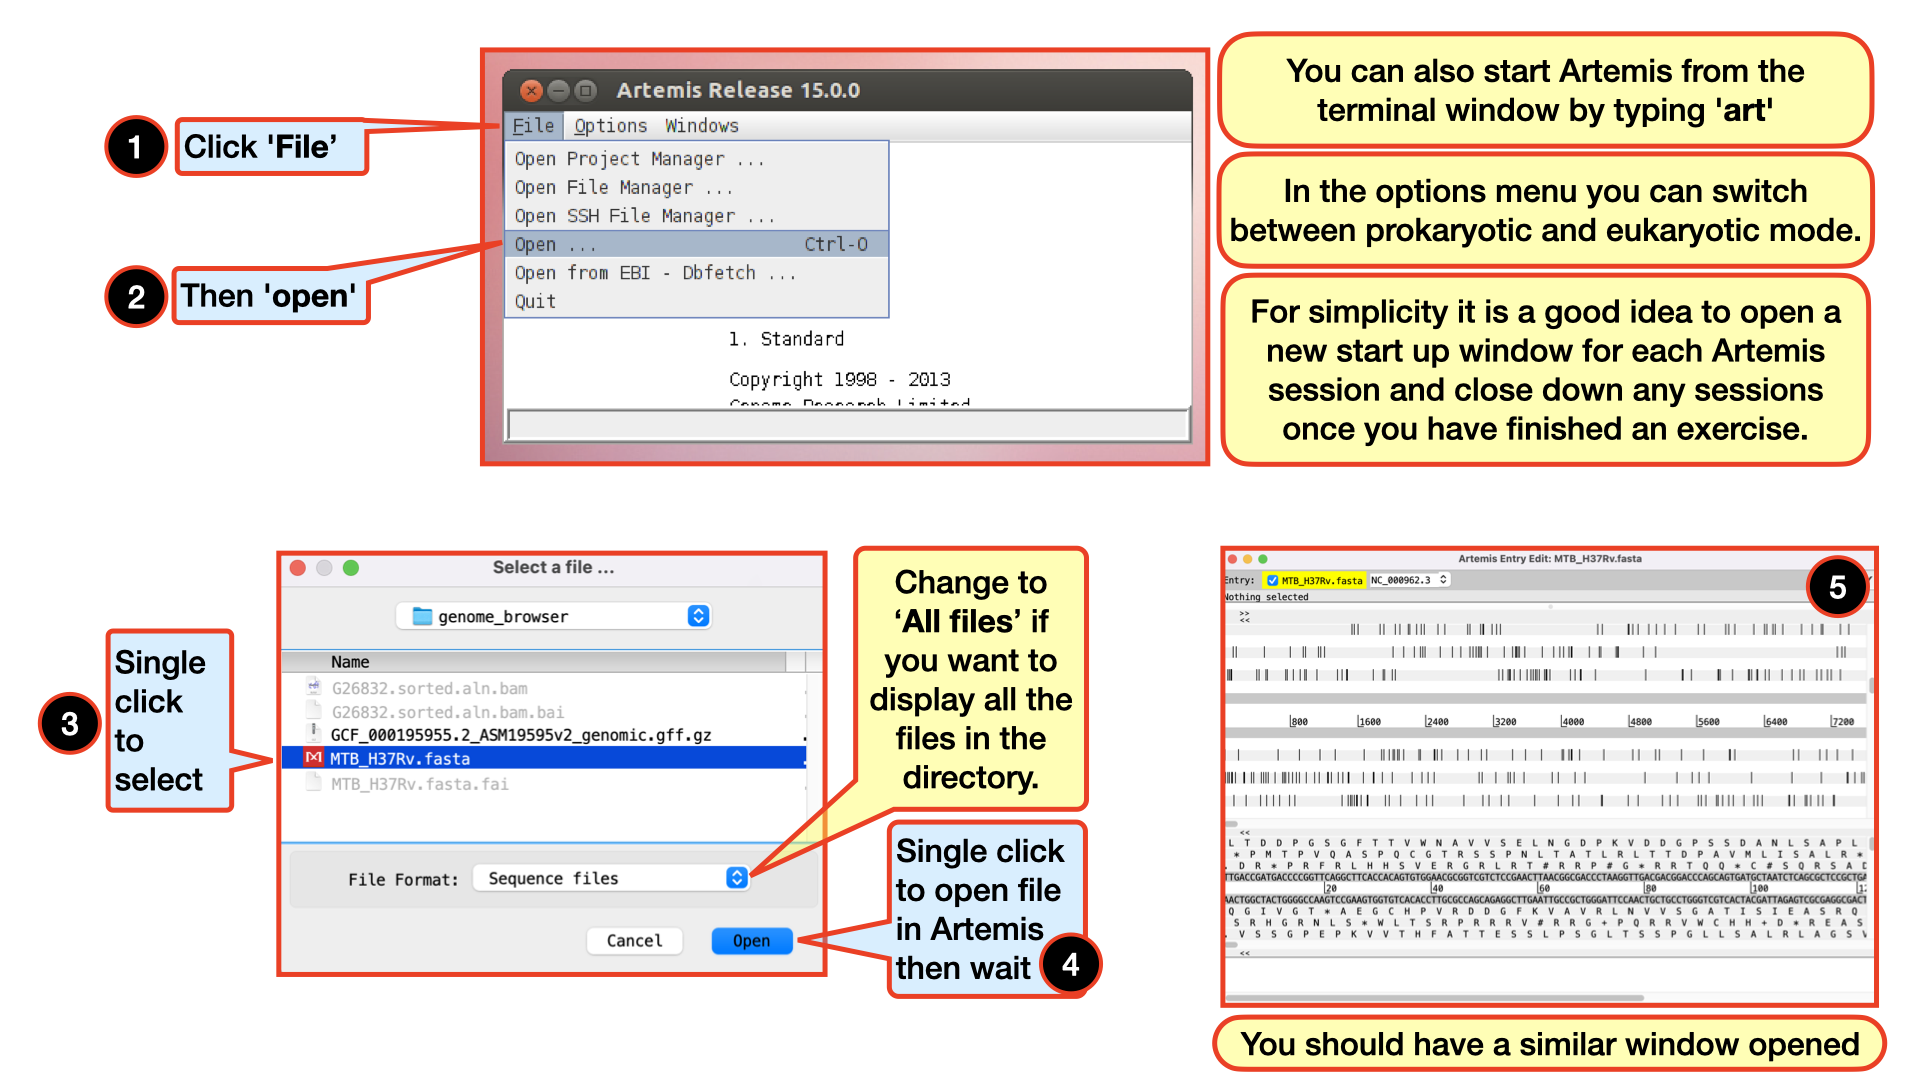 1 Click 'File’
2 Then 'open'
Artemis Release 15.0.0
File Options Windows
Open Project Manager ...
Open File Manager ...
Open SSH File Manager ...
Open ... Ctrl-O
Open from EBI - Dbfetch ...
Quit
1. Standard
Copyright 1998 - 2013
Genome Research Limited
You can also start Artemis from the
terminal window by typing 'art'
In the options menu you can switch
between prokaryotic and eukaryotic mode.
For simplicity it is a good idea to open a
new start up window for each Artemis
session and close down any sessions
once you have finished an exercise.
3
Single
click
to
select
Select a file ...
genome_browser
Name
G26832.sorted.aln.bam
G26832.sorted.aln.bam.bai
GCF_000195955.2_ASM19595v2_genomic.gff.gz
MTB_H37Rv.fasta
MTB_H37Rv.fasta.fai
File Format: Sequence files
Cancel Open
Change to
‘All files’ if
you want to
display all the
files in the
directory.
Single click
to open file
in Artemis
then wait 4
Artemis Entry Edit: MTB_H37Rv.fasta
5
Entry: MTB_H37Rv.fasta NC_000962.3
Nothing selected
>>
<<
800 1600 2400 3200 4000 4800 5600 6400 7200
<<
L T D D P G S G F T T V W N A V V S E L N G D P K V D D G P S S D A N L S A P L
* P M T P V Q A S P Q C G T R S S P N L T A T L R L T T D P A V M L I S A L R *
. D R * P R F R L H H S V E R G R L R T # R R P # G * R R T Q Q * C # S Q R S A D
TTGACCGATGACCCCGGTTCAGGCTTCACCACAGTGTGGAACGCGGTCGTCTCCGAACTTAACGGCGACCCTAAGGTTGACGACGGACCCAGCAGTGATGCTAATCTCAGCGCTCCGCTGA
20 40 60 80 100
AACTGGCTACTGGGGCCAAGTCCGAAGTGGTGTCACACCTTGCGCCAGCAGAGGCTTGAATTGCCGCTGGGATTCCAACTGCTGCCTGGGTCGTCACTACGATTAGAGTCGCGAGGCGACT
Q G I V G T * A E G C H P V R D D G F K V A V R L N V V S G A T I S I E A S R Q
S R H G R N L S * W L T S R P R R R V # R R G + P Q R R V W C H H + D * R E A S
. V S S G P E P K V V T H F A T T E S S L P S G L T S S P G L L S A L R L A G S V
<<
You should have a similar window opened